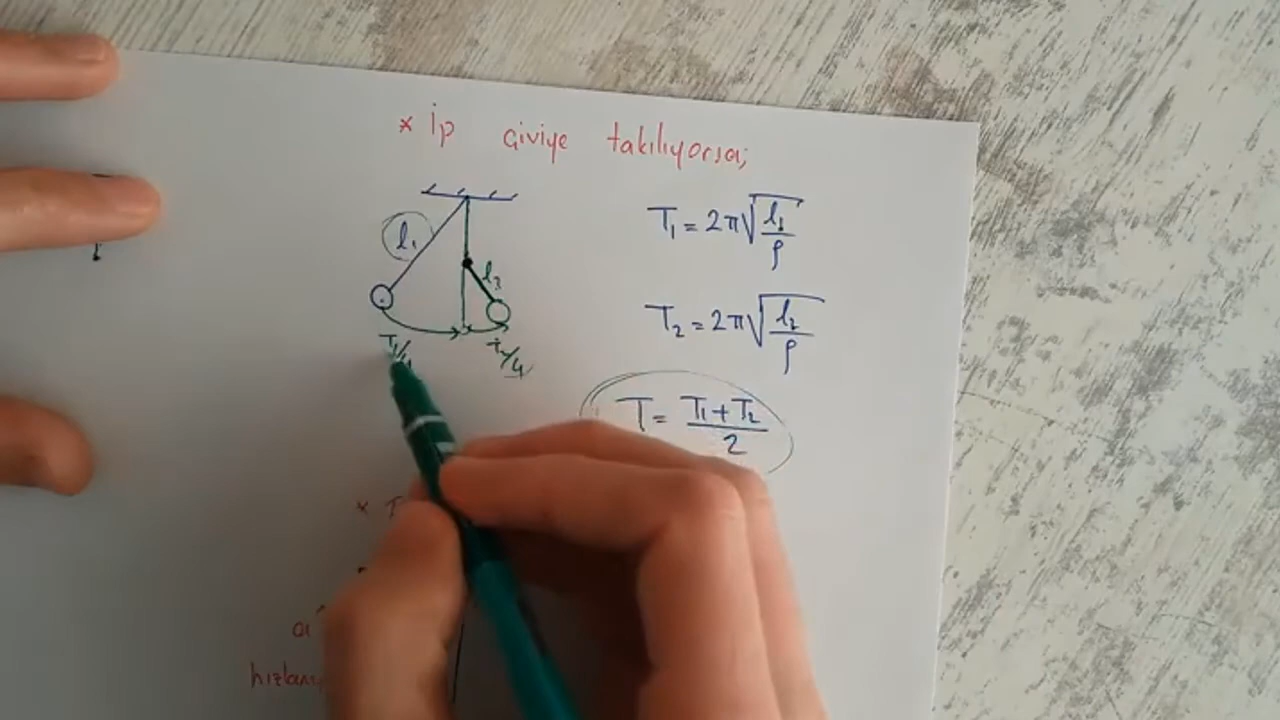 * İp çiviye takılıyorsa;
l₁
T₁ = 2π√(l₁/g)
l₂
T₂ = 2π√(l₂/g)
T₁/4 T₂/4
T = (T₁+T₂)/2
* T